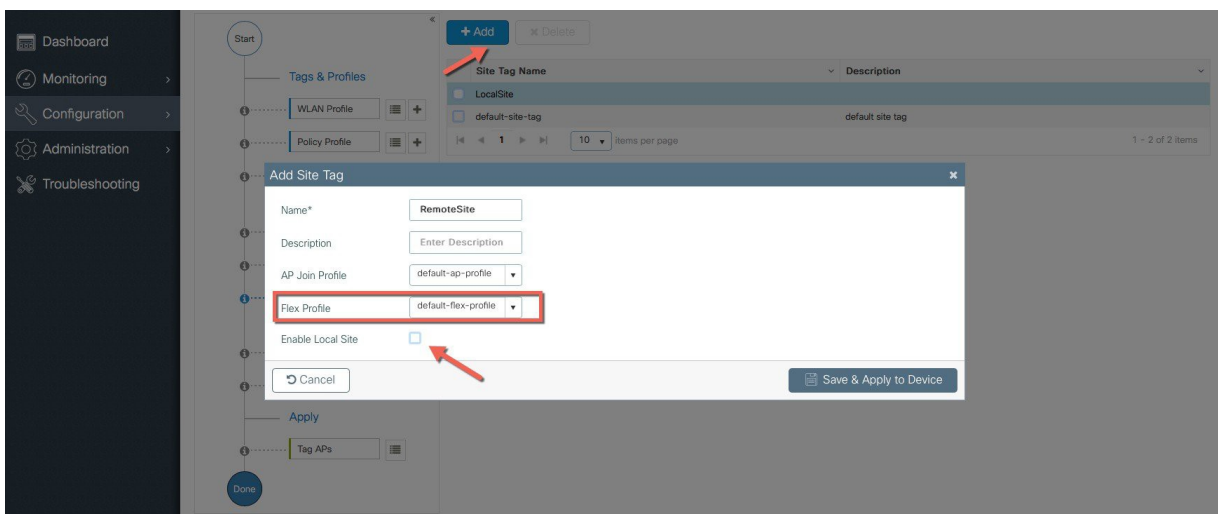 Dashboard
Monitoring
Configuration
Administration
Troubleshooting
Start
Tags & Profiles
WLAN Profile
Policy Profile
Apply
Tag APs
Done
+ Add
✖ Delete
Site Tag Name
Description
LocalSite
default-site-tag
default site tag
1
10
items per page
1 - 2 of 2 items
Add Site Tag
Name*
RemoteSite
Description
Enter Description
AP Join Profile
default-ap-profile
Flex Profile
default-flex-profile
Enable Local Site
Cancel
Save & Apply to Device